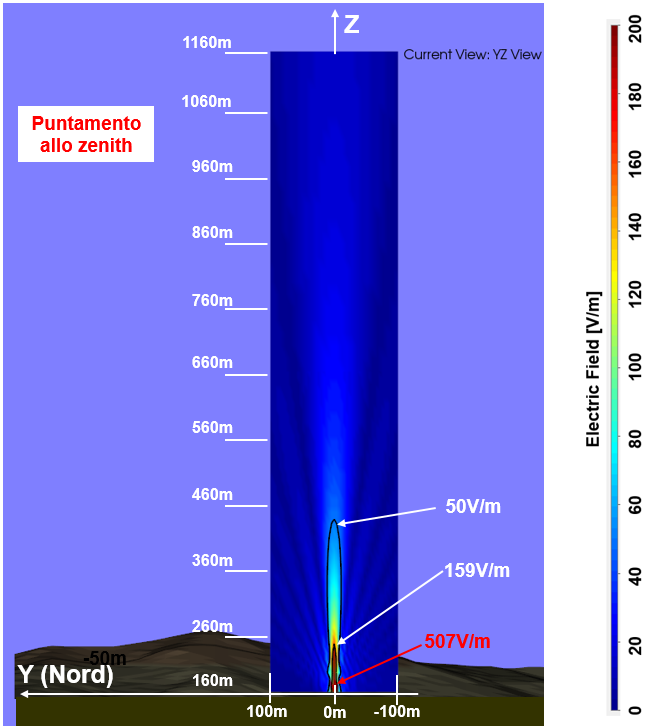 Z
1160m
Current View: YZ View
1060m
Puntamento
allo zenith
960m
860m
760m
660m
560m
460m
50V/m
360m
159V/m
260m
507V/m
-50m
Y (Nord)
160m
100m
0m
-100m
Electric Field [V/m]
200
180
160
140
120
100
80
60
40
20
0